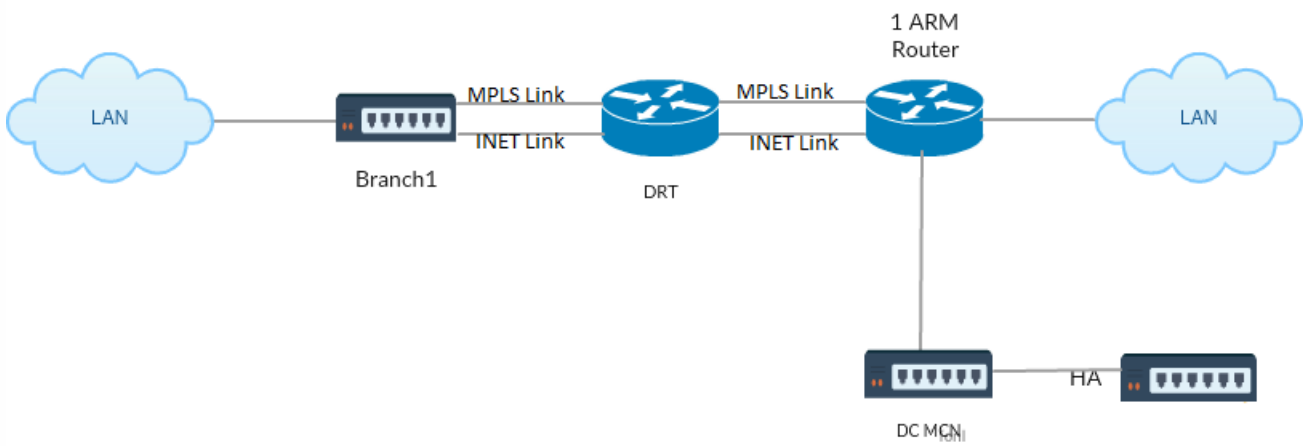 1 ARM
Router
LAN
MPLS Link
MPLS Link
LAN
INET Link
INET Link
Branch1
DRT
HA
DC MCN